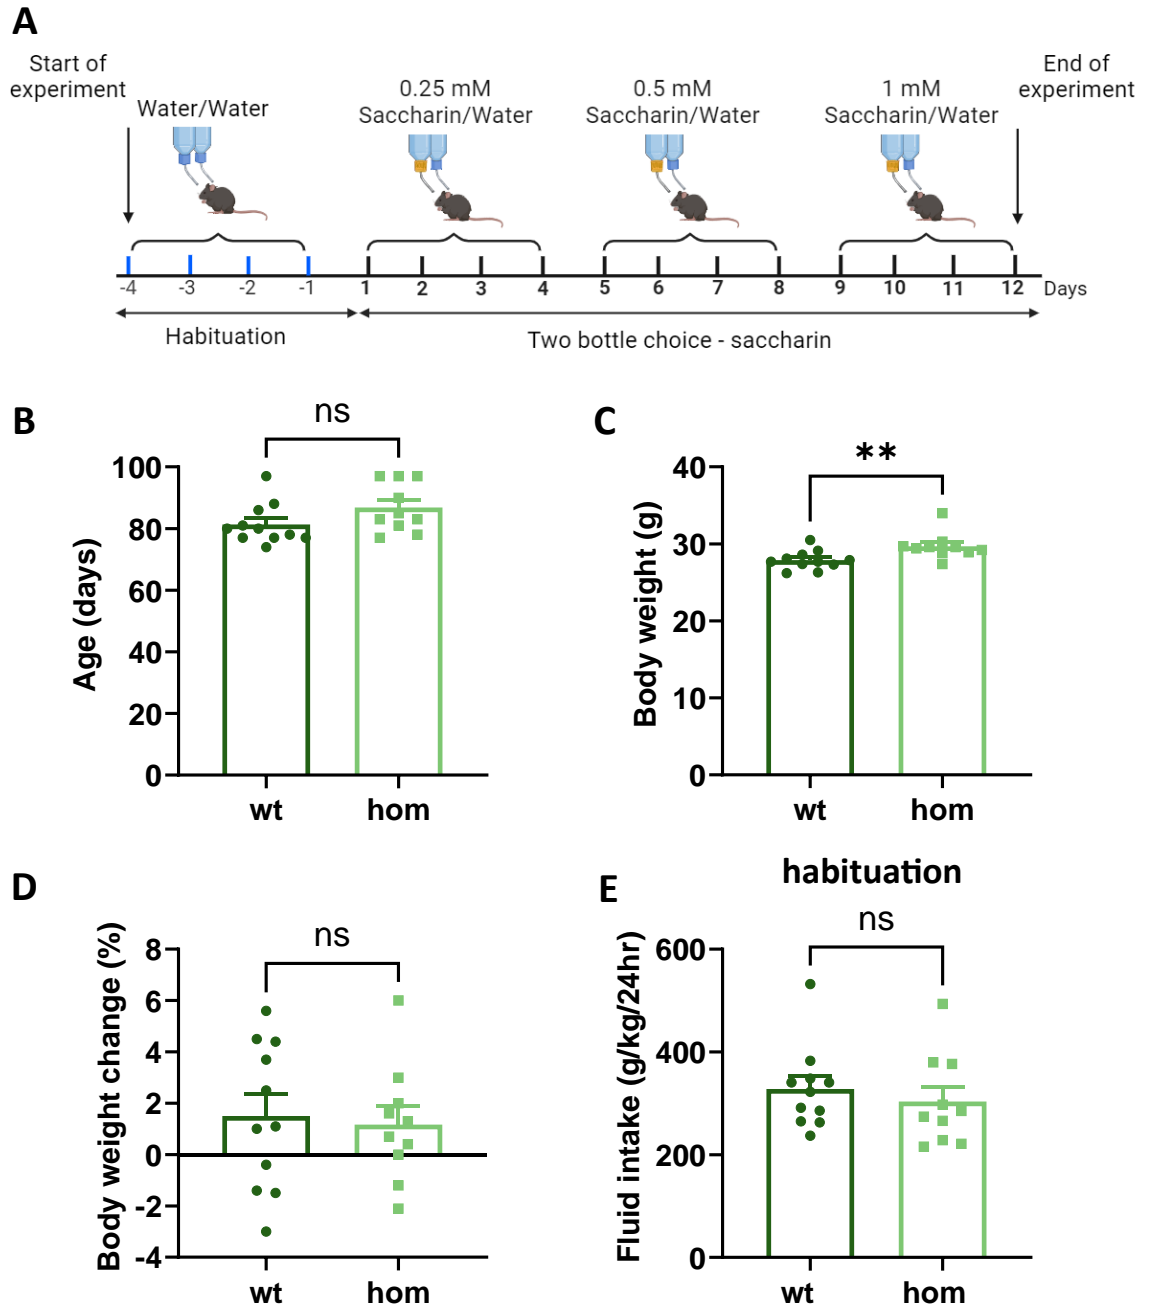 A
Start of
experiment
Water/Water
0.25 mM
Saccharin/Water
0.5 mM
Saccharin/Water
1 mM
Saccharin/Water
End of
experiment
-4 -3 -2 -1 1 2 3 4 5 6 7 8 9 10 11 12 Days
Habituation
Two bottle choice - saccharin
B
ns
Age (days)
100
80
60
40
20
0
wt hom
C
**
Body weight (g)
40
30
20
10
0
wt hom
D
ns
Body weight change (%)
8
6
4
2
0
-2
-4
wt hom
E
habituation
ns
Fluid intake (g/kg/24hr)
600
400
200
0
wt hom